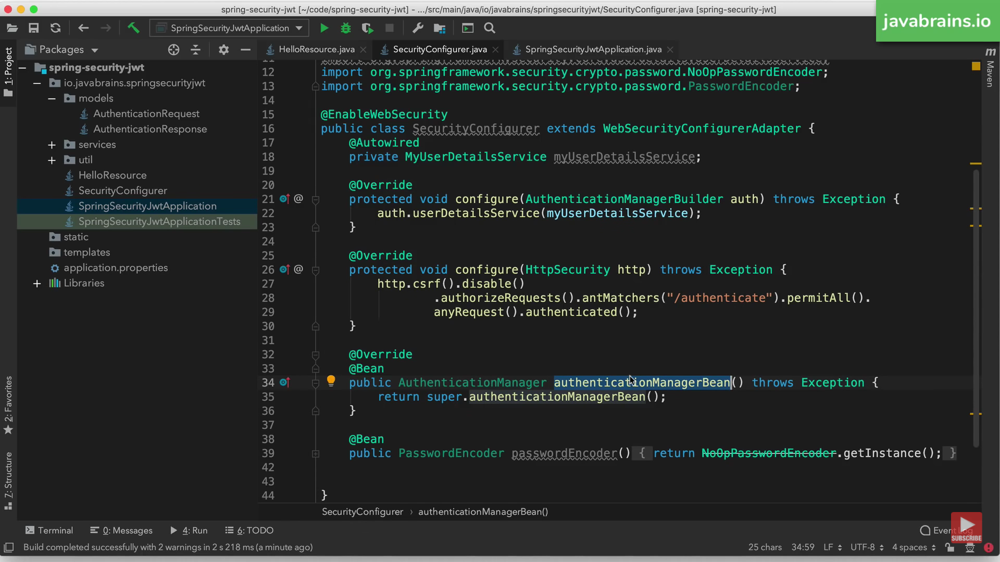 spring-security-jwt [~/code/spring-security-jwt] - .../src/main/java/io/javabrains/springsecurityjwt/SecurityConfigurer.java [spring-security-jwt]
javabrains.io
SpringSecurityJwtApplication
1: Project
Packages
HelloResource.java
SecurityConfigurer.java
SpringSecurityJwtApplication.java
m Maven
spring-security-jwt
io.javabrains.springsecurityjwt
models
AuthenticationRequest
AuthenticationResponse
services
util
HelloResource
SecurityConfigurer
SpringSecurityJwtApplication
SpringSecurityJwtApplicationTests
static
templates
application.properties
Libraries
12 import org.springframework.security.crypto.password.NoOpPasswordEncoder;
13 import org.springframework.security.crypto.password.PasswordEncoder;
14
15 @EnableWebSecurity
16 public class SecurityConfigurer extends WebSecurityConfigurerAdapter {
17 @Autowired
18 private MyUserDetailsService myUserDetailsService;
19
20 @Override
21 @ protected void configure(AuthenticationManagerBuilder auth) throws Exception {
22 auth.userDetailsService(myUserDetailsService);
23 }
24
25 @Override
26 @ protected void configure(HttpSecurity http) throws Exception {
27 http.csrf().disable()
28 .authorizeRequests().antMatchers("/authenticate").permitAll().
29 anyRequest().authenticated();
30 }
31
32 @Override
33 @Bean
34 public AuthenticationManager authenticationManagerBean() throws Exception {
35 return super.authenticationManagerBean();
36 }
37
38 @Bean
39 public PasswordEncoder passwordEncoder() { return NoOpPasswordEncoder.getInstance(); }
42
43
44 }
2: Favorites
7: Structure
SecurityConfigurer › authenticationManagerBean()
Terminal 0: Messages 4: Run 6: TODO
Event Log
SUBSCRIBE
Build completed successfully with 2 warnings in 2 s 218 ms (a minute ago)
25 chars 34:59 LF UTF-8 4 spaces